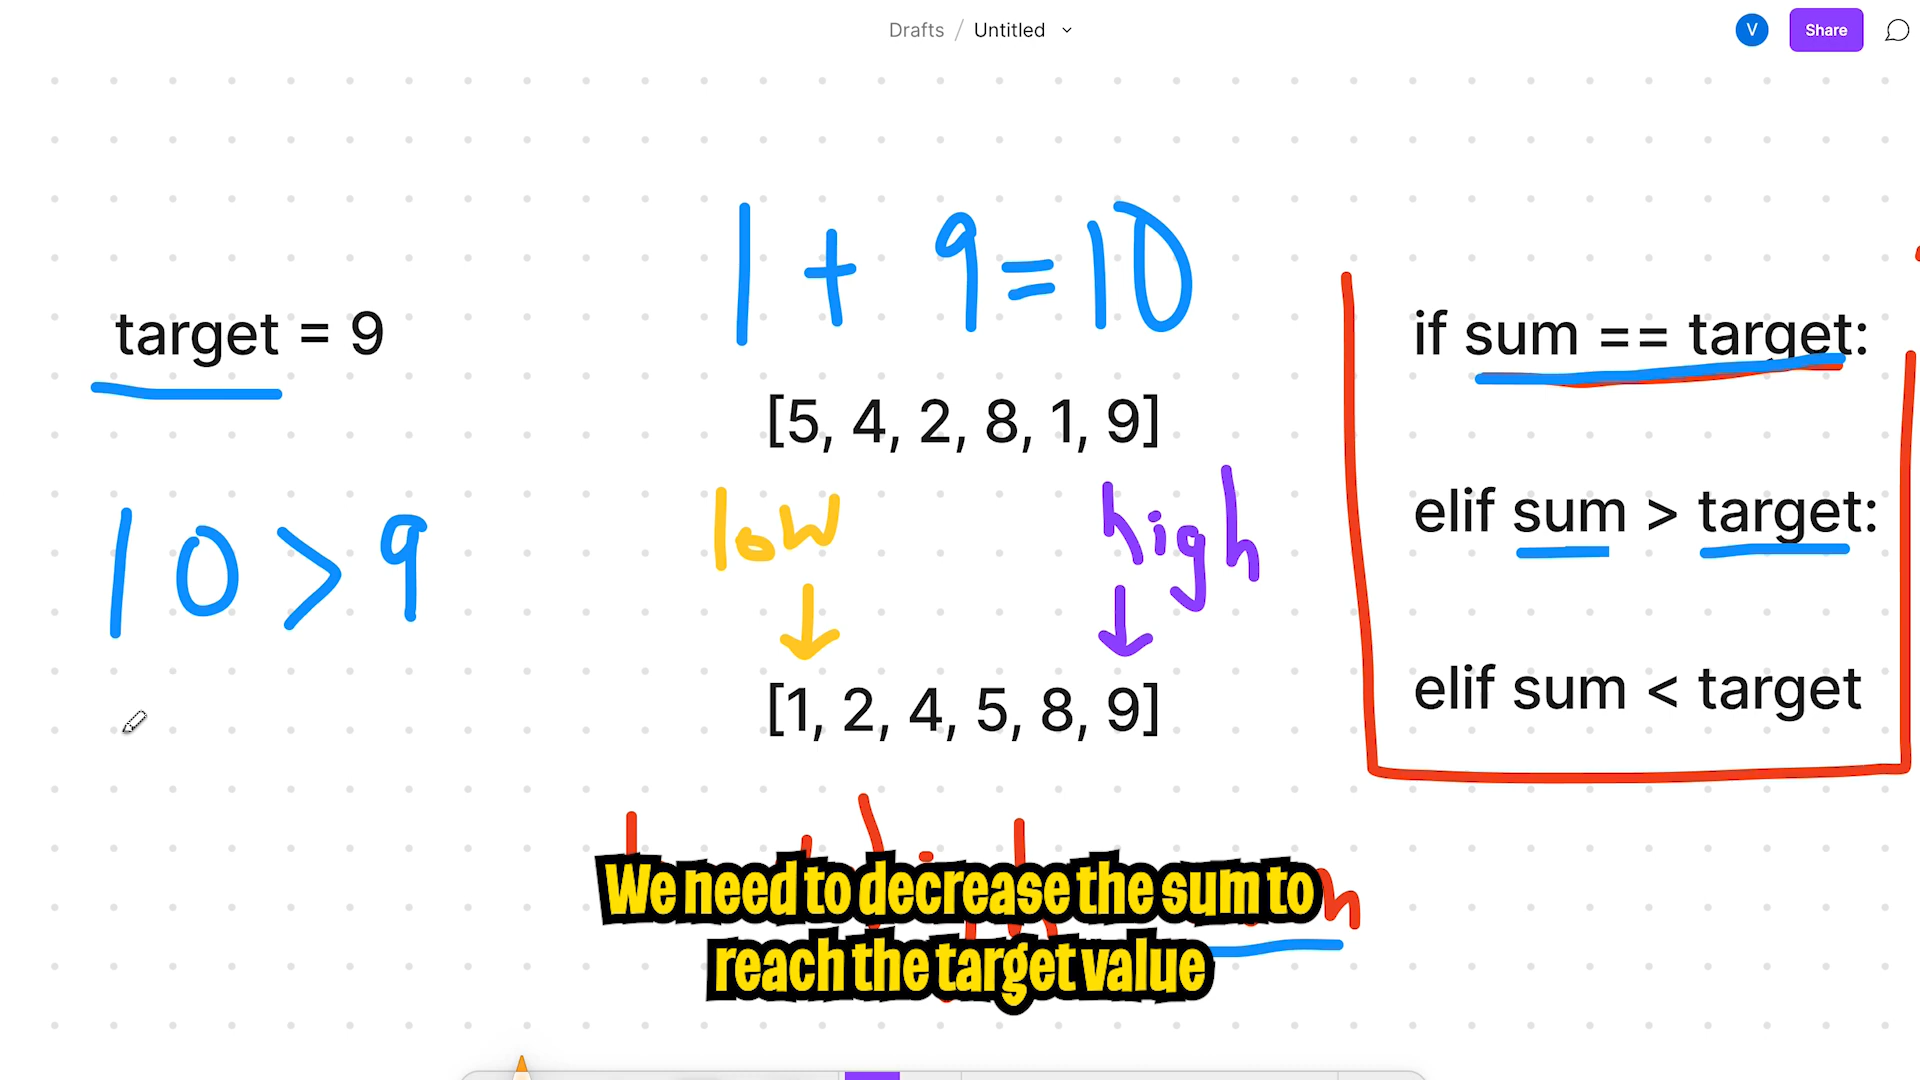 Drafts / Untitled
V
Share
1 + 9 = 10
target = 9
if sum == target:
[5, 4, 2, 8, 1, 9]
10 > 9
low
high
elif sum > target:
[1, 2, 4, 5, 8, 9]
elif sum < target
We need to decrease the sum to
reach the target value